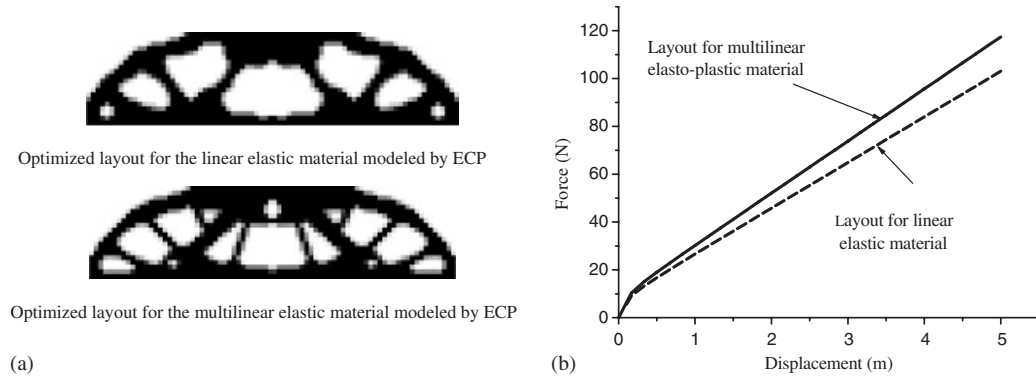 Optimized layout for the linear elastic material modeled by ECP
Optimized layout for the multilinear elastic material modeled by ECP
(a)
120
100
80
60
40
20
0
Force (N)
Layout for multilinear
elasto-plastic material
Layout for linear
elastic material
0 1 2 3 4 5
Displacement (m)
(b)